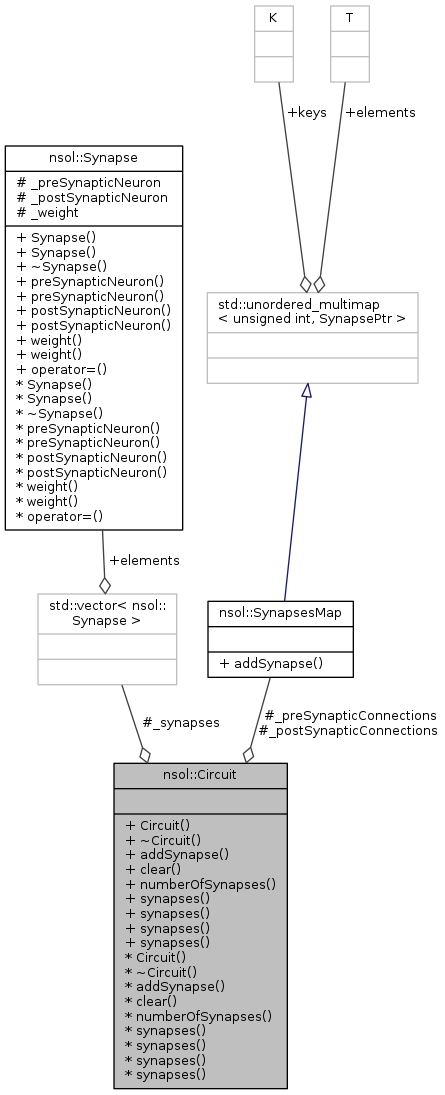 K
T
+keys
+elements
nsol::Synapse
# _preSynapticNeuron
# _postSynapticNeuron
# _weight
+ Synapse()
+ Synapse()
+ ~Synapse()
+ preSynapticNeuron()
+ preSynapticNeuron()
+ postSynapticNeuron()
+ postSynapticNeuron()
+ weight()
+ weight()
+ operator=()
* Synapse()
* Synapse()
* ~Synapse()
* preSynapticNeuron()
* preSynapticNeuron()
* postSynapticNeuron()
* postSynapticNeuron()
* weight()
* weight()
* operator=()
std::unordered_multimap
< unsigned int, SynapsePtr >
+elements
std::vector< nsol::
Synapse >
nsol::SynapsesMap
+ addSynapse()
#_synapses
#_preSynapticConnections
#_postSynapticConnections
nsol::Circuit
+ Circuit()
+ ~Circuit()
+ addSynapse()
+ clear()
+ numberOfSynapses()
+ synapses()
+ synapses()
+ synapses()
+ synapses()
* Circuit()
* ~Circuit()
* addSynapse()
* clear()
* numberOfSynapses()
* synapses()
* synapses()
* synapses()
* synapses()